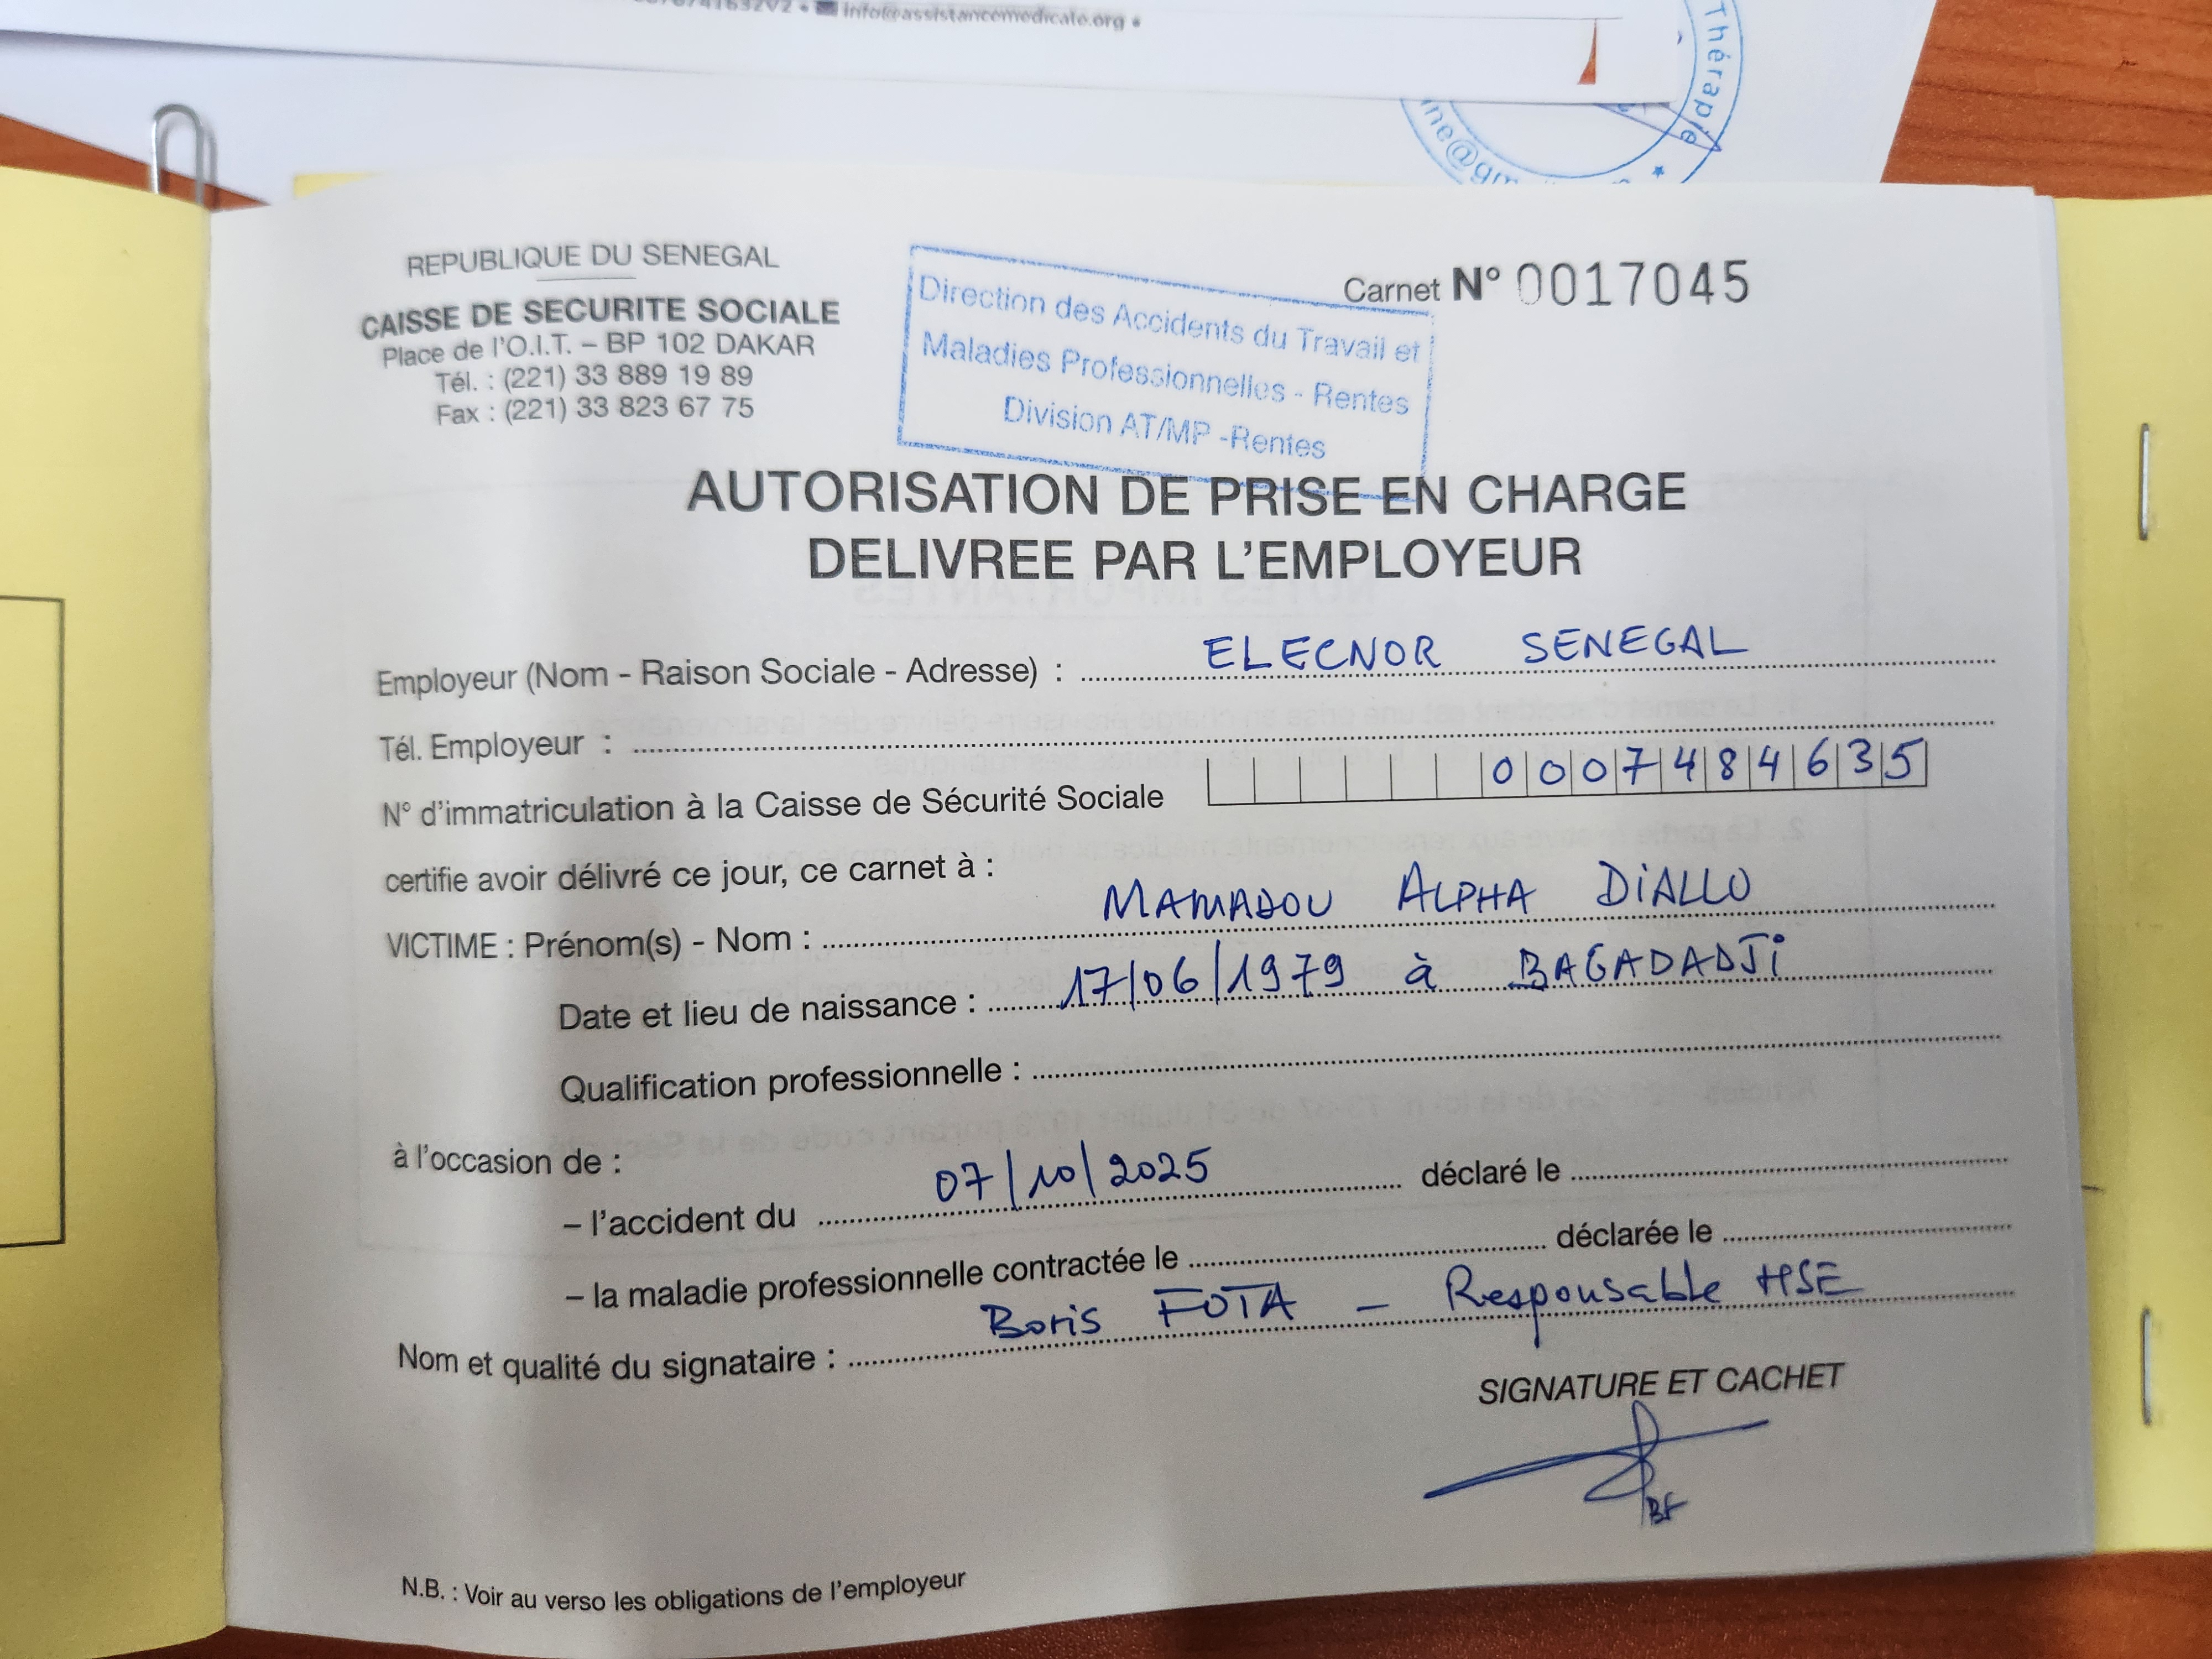 info@assistancemedicale.org
Thérapie
REPUBLIQUE DU SENEGAL
CAISSE DE SECURITE SOCIALE
Place de l'O.I.T. – BP 102 DAKAR
Tél. : (221) 33 889 19 89
Fax : (221) 33 823 67 75
Direction des Accidents du Travail et
Maladies Professionnelles - Rentes
Division AT/MP -Rentes
Carnet N° 0017045
AUTORISATION DE PRISE EN CHARGE
DELIVREE PAR L'EMPLOYEUR
Employeur (Nom - Raison Sociale - Adresse) : ELECNOR SENEGAL
Tél. Employeur :
N° d'immatriculation à la Caisse de Sécurité Sociale 0007484635
certifie avoir délivré ce jour, ce carnet à :
VICTIME : Prénom(s) - Nom : MAMADOU ALPHA DiALLO
Date et lieu de naissance : 17/06/1979 à BAGADADJi
Qualification professionnelle :
à l'occasion de :
– l'accident du 07/10/2025 déclaré le
– la maladie professionnelle contractée le déclarée le
Nom et qualité du signataire : Boris FOTA – Responsable HSE
SIGNATURE ET CACHET
BF
N.B. : Voir au verso les obligations de l'employeur